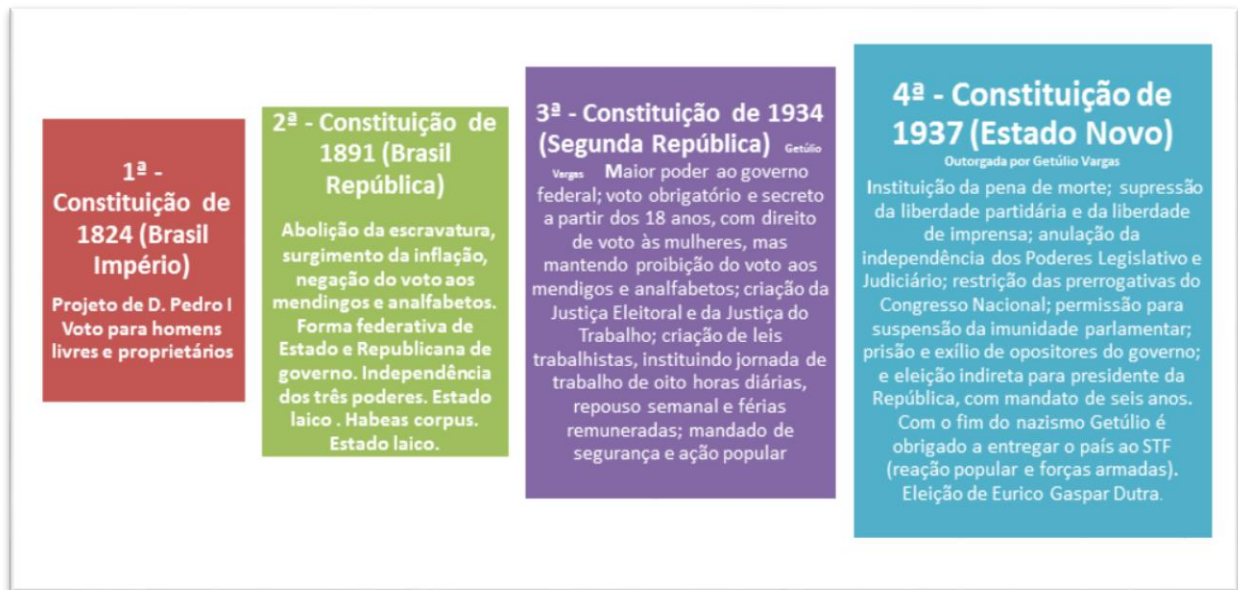 1ª -
Constituição de
1824 (Brasil
Império)
Projeto de D. Pedro I
Voto para homens
livres e proprietários
2ª - Constituição de
1891 (Brasil
República)
Abolição da escravatura,
surgimento da inflação,
negação do voto aos
mendingos e analfabetos.
Forma federativa de
Estado e Republicana de
governo. Independência
dos três poderes. Estado
laico . Habeas corpus.
Estado laico.
3ª - Constituição de 1934
(Segunda República) Getúlio
Vargas Maior poder ao governo
federal; voto obrigatório e secreto
a partir dos 18 anos, com direito
de voto às mulheres, mas
mantendo proibição do voto aos
mendigos e analfabetos; criação da
Justiça Eleitoral e da Justiça do
Trabalho; criação de leis
trabalhistas, instituindo jornada de
trabalho de oito horas diárias,
repouso semanal e férias
remuneradas; mandado de
segurança e ação popular
4ª - Constituição de
1937 (Estado Novo)
Outorgada por Getúlio Vargas
Instituição da pena de morte; supressão
da liberdade partidária e da liberdade
de imprensa; anulação da
independência dos Poderes Legislativo e
Judiciário; restrição das prerrogativas do
Congresso Nacional; permissão para
suspensão da imunidade parlamentar;
prisão e exílio de opositores do governo;
e eleição indireta para presidente da
República, com mandato de seis anos.
Com o fim do nazismo Getúlio é
obrigado a entregar o país ao STF
(reação popular e forças armadas).
Eleição de Eurico Gaspar Dutra.